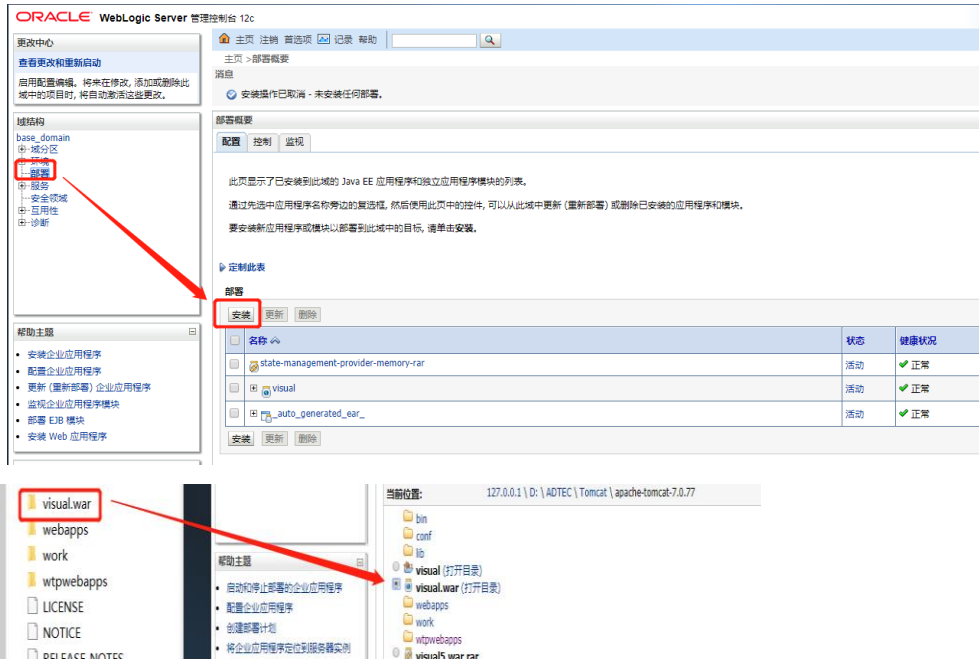 ORACLE WebLogic Server 管理控制台 12c
更改中心
查看更改和重新启动
启用配置编辑。将来在修改, 添加或删除此
域中的项目时, 将自动激活这些更改。
域结构
base_domain
域分区
环境
部署
服务
安全领域
互用性
诊断
帮助主题
安装企业应用程序
配置企业应用程序
更新 (重新部署) 企业应用程序
监视企业应用程序模块
部署 EJB 模块
安装 Web 应用程序
主页 注销 首选项 记录 帮助
主页 >部署概要
消息
安装操作已取消 - 未安装任何部署。
部署概要
配置 控制 监视
此页显示了已安装到此域的 Java EE 应用程序和独立应用程序模块的列表。
通过先选中应用程序名称旁边的复选框, 然后使用此页中的控件, 可以从此域中更新 (重新部署) 或删除已安装的应用程序和模块。
要安装新应用程序或模块以部署到此域中的目标, 请单击安装。
定制此表
部署
安装 更新 删除
名称 状态 健康状况
state-management-provider-memory-rar 活动 正常
visual 活动 正常
_auto_generated_ear_ 活动 正常
安装 更新 删除
visual.war
webapps
work
wtpwebapps
LICENSE
NOTICE
RELEASE-NOTES
帮助主题
启动和停止部署的企业应用程序
配置企业应用程序
创建部署计划
将企业应用程序定位到服务器实例
当前位置: 127.0.0.1 \ D: \ ADTEC \ Tomcat \ apache-tomcat-7.0.77
bin
conf
lib
visual (打开目录)
visual.war (打开目录)
webapps
work
wtpwebapps
visual5.war.rar